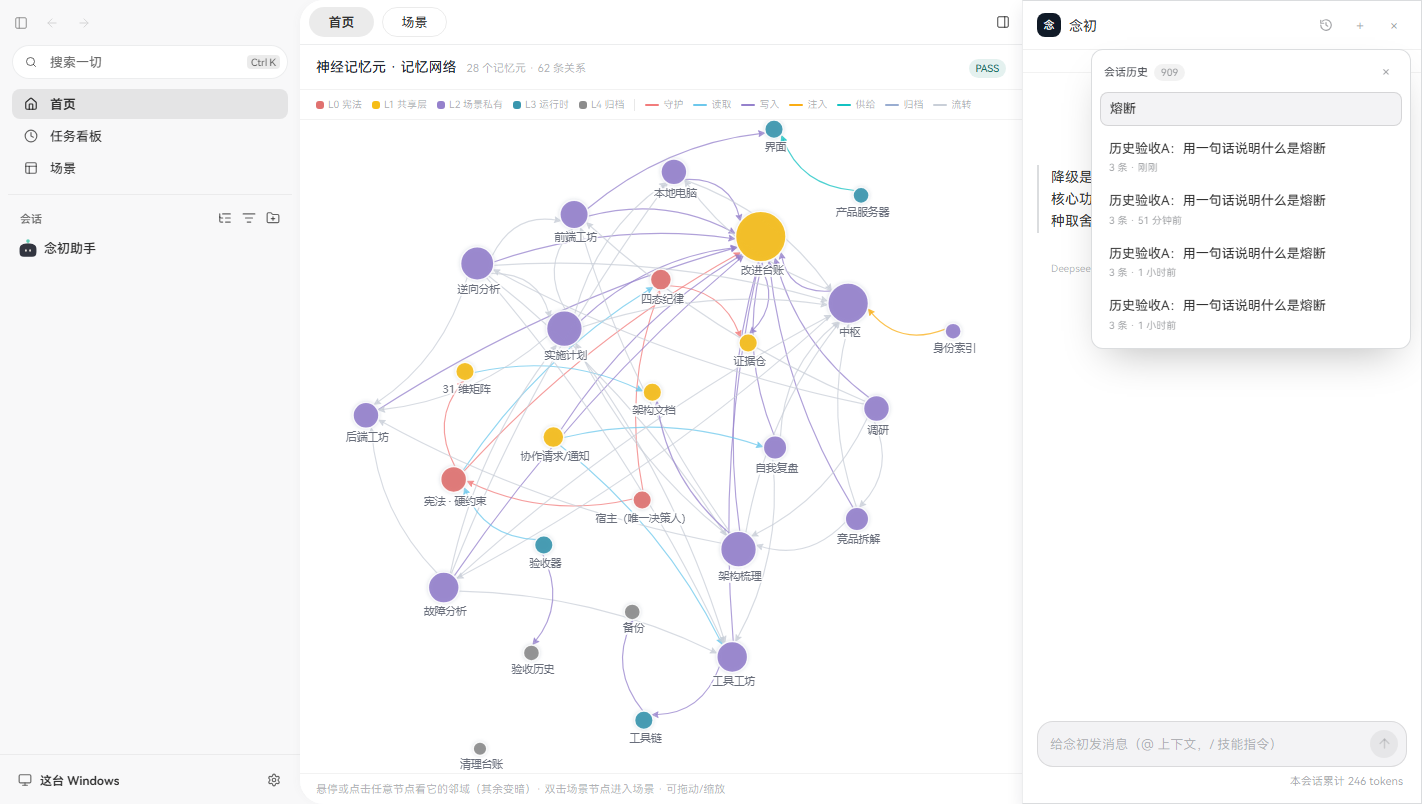 搜索一切
Ctrl K
首页
任务看板
场景
会话
念初助手
这台 Windows
首页
场景
神经记忆元 · 记忆网络
28 个记忆元 · 62 条关系
PASS
L0 宪法
L1 共享层
L2 场景私有
L3 运行时
L4 归档
守护
读取
写入
注入
供给
归档
流转
界面
本地电脑
产品服务器
前端工坊
改进台账
逆向分析
四态纪律
中枢
身份索引
实施计划
证据仓
31 维矩阵
架构文档
后端工坊
调研
协作请求/通知
自我复盘
宪法 · 硬约束
宿主（唯一决策人）
竞品拆解
验收器
架构梳理
故障分析
备份
验收历史
工具工坊
工具链
清理台账
悬停或点击任意节点看它的邻域（其余变暗）· 双击场景节点进入场景 · 可拖动/缩放
念
念初
会话历史
909
熔断
历史验收A：用一句话说明什么是熔断
3 条 · 刚刚
历史验收A：用一句话说明什么是熔断
3 条 · 51 分钟前
历史验收A：用一句话说明什么是熔断
3 条 · 1 小时前
历史验收A：用一句话说明什么是熔断
3 条 · 1 小时前
降级是
核心功
种取舍
Deepsee
给念初发消息（@ 上下文，/ 技能指令）
本会话累计 246 tokens